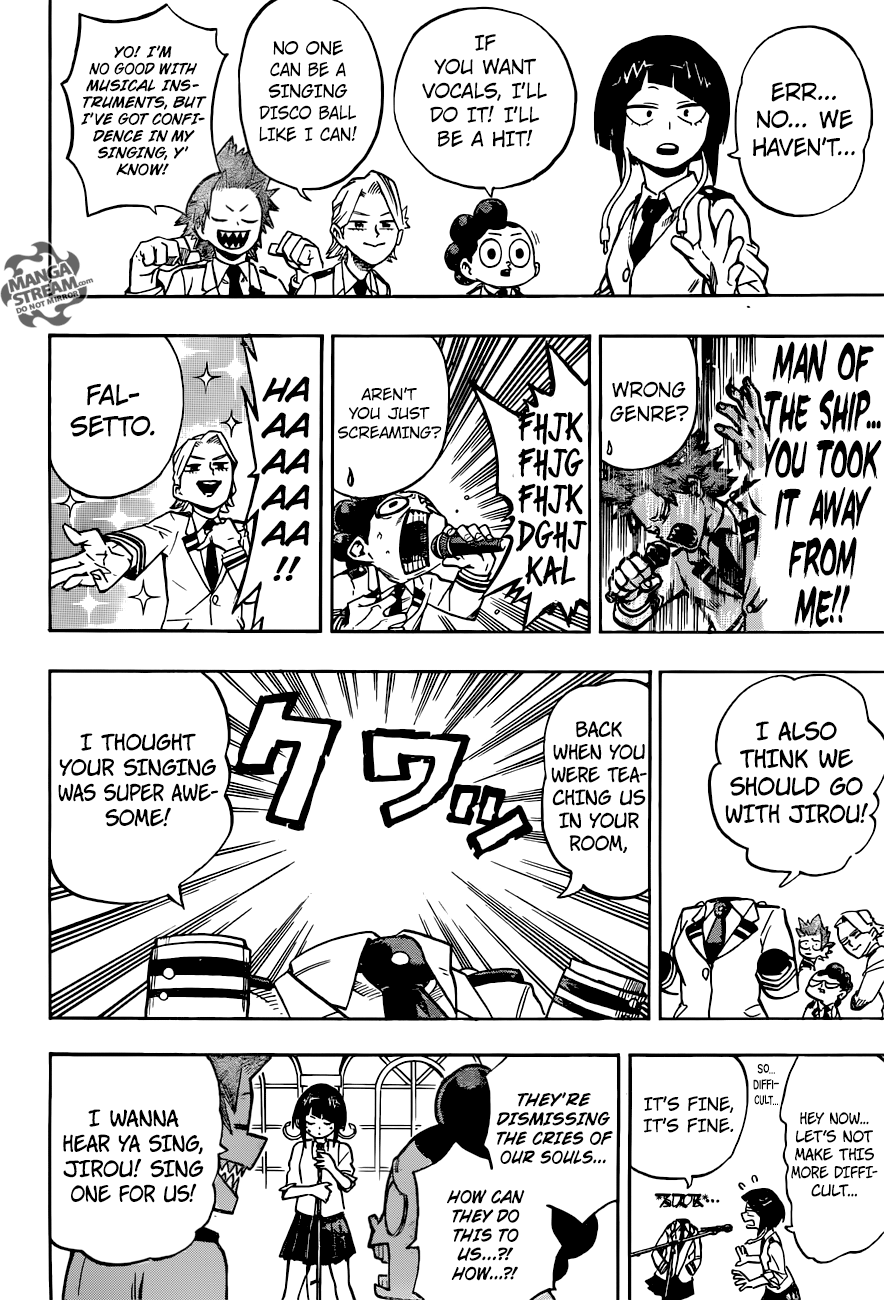 ERR...
NO... WE
HAVEN'T...
IF
YOU WANT
VOCALS, I'LL
DO IT! I'LL
BE A HIT!
NO ONE
CAN BE A
SINGING
DISCO BALL
LIKE I CAN!
YO! I'M
NO GOOD WITH
MUSICAL INS-
TRUMENTS, BUT
I'VE GOT CONFI-
DENCE IN MY
SINGING, Y'
KNOW!
MANGA
STREAM.com
DO NOT MIRROR
MAN OF
THE SHIP...
YOU TOOK
IT AWAY
FROM
ME!!
WRONG
GENRE?
FHJK
FHJG
FHJK
DGHJ
KAL
AREN'T
YOU JUST
SCREAMING?
HA
AA
AA
AA
AA
AA
!!
FAL-
SETTO.
I ALSO
THINK WE
SHOULD GO
WITH JIROU!
BACK
WHEN YOU
WERE TEA-
CHING US
IN YOUR
ROOM,
クワッ
I THOUGHT
YOUR SINGING
WAS SUPER AWE-
SOME!
HEY NOW...
LET'S NOT
MAKE THIS
MORE DIFFI-
CULT...
SO...
DIFFI-
CULT...
IT'S FINE,
IT'S FINE.
THEY'RE
DISMISSING
THE CRIES OF
OUR SOULS...
HOW CAN
THEY DO
THIS TO
US...?!
HOW...?!
I WANNA
HEAR YA SING,
JIROU! SING
ONE FOR US!